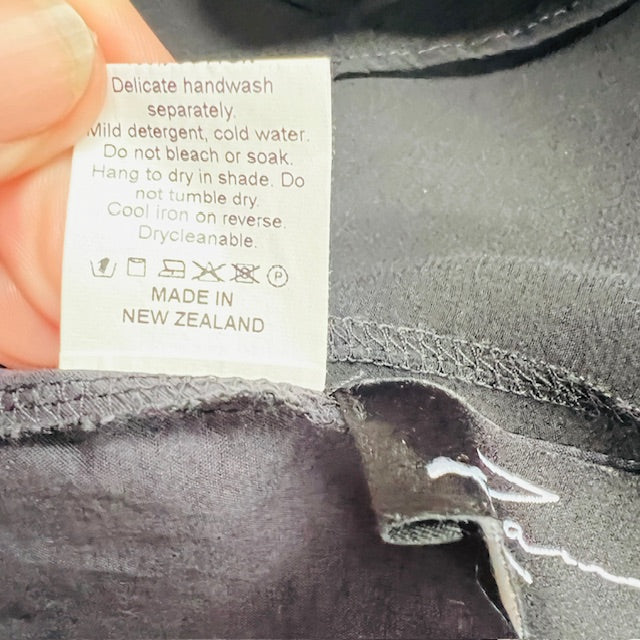 Delicate handwash
separately.
Mild detergent, cold water.
Do not bleach or soak.
Hang to dry in shade. Do
not tumble dry.
Cool iron on reverse.
Drycleanable.
P
MADE IN
NEW ZEALAND